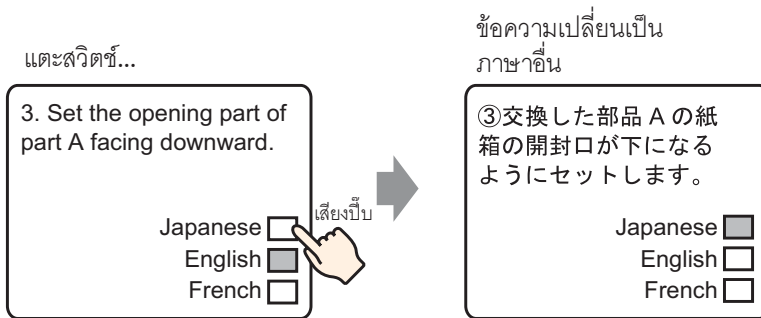 แตะสวิตช์...
3. Set the opening part of
part A facing downward.
Japanese
English
French
เสียงปี๊บ
ข้อความเปลี่ยนเป็น
ภาษาอื่น
③交換した部品 A の紙
箱の開封口が下になる
ようにセットします。
Japanese
English
French